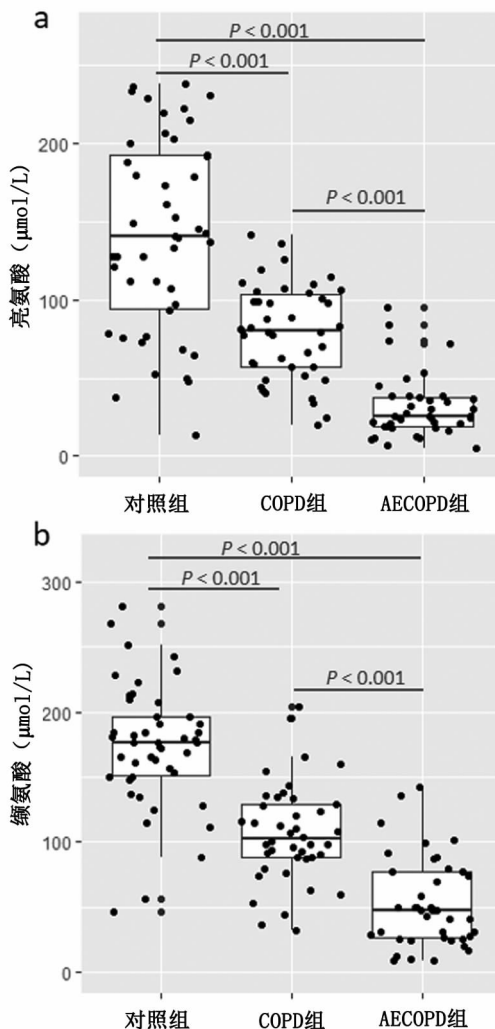 a
P < 0.001
P < 0.001
P < 0.001
亮氨酸（μmol/L）
200
100
0
对照组 COPD组 AECOPD组
b
P < 0.001
P < 0.001
P < 0.001
缬氨酸（μmol/L）
300
200
100
0
对照组 COPD组 AECOPD组